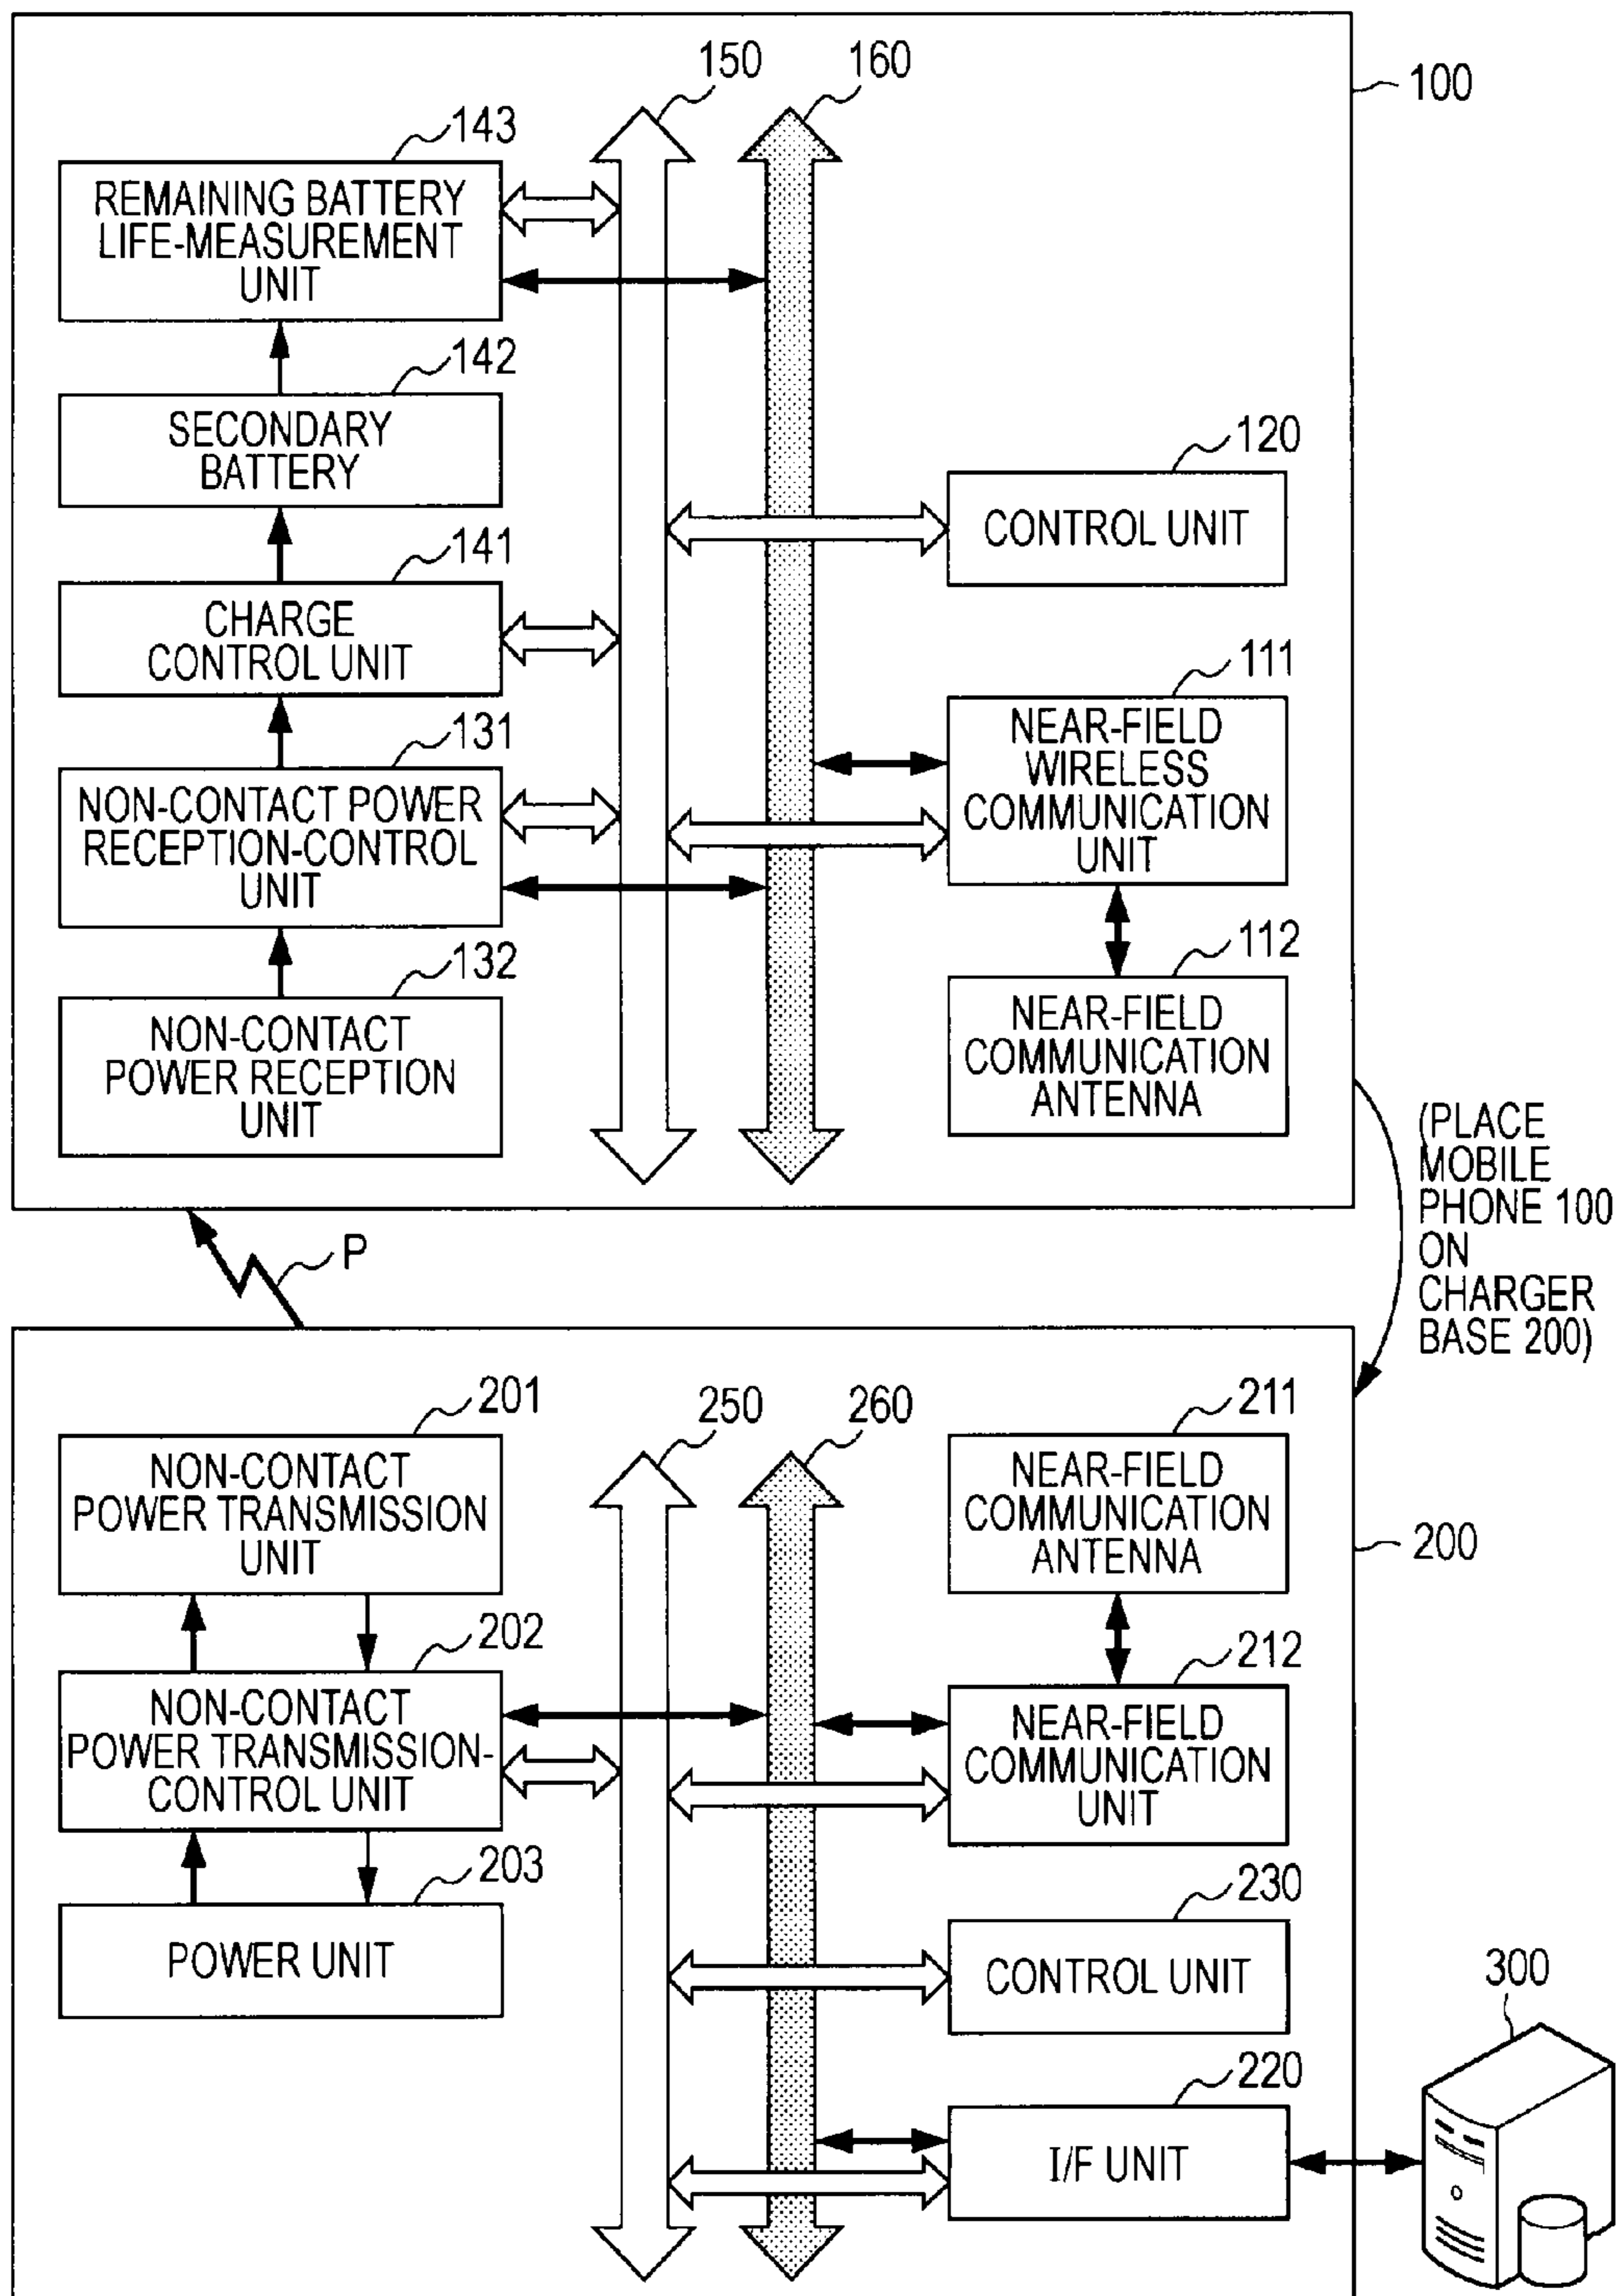 150
160
100
143
REMAINING BATTERY
LIFE-MEASUREMENT
UNIT
142
SECONDARY
BATTERY
120
CONTROL UNIT
141
CHARGE
CONTROL UNIT
111
NEAR-FIELD
WIRELESS
COMMUNICATION
UNIT
131
NON-CONTACT POWER
RECEPTION-CONTROL
UNIT
132
NON-CONTACT
POWER RECEPTION
UNIT
112
NEAR-FIELD
COMMUNICATION
ANTENNA
(PLACE
MOBILE
PHONE 100
ON
CHARGER
BASE 200)
P
201
NON-CONTACT
POWER TRANSMISSION
UNIT
250
260
211
NEAR-FIELD
COMMUNICATION
ANTENNA
200
202
NON-CONTACT
POWER TRANSMISSION-
CONTROL UNIT
212
NEAR-FIELD
COMMUNICATION
UNIT
203
POWER UNIT
230
CONTROL UNIT
300
220
I/F UNIT